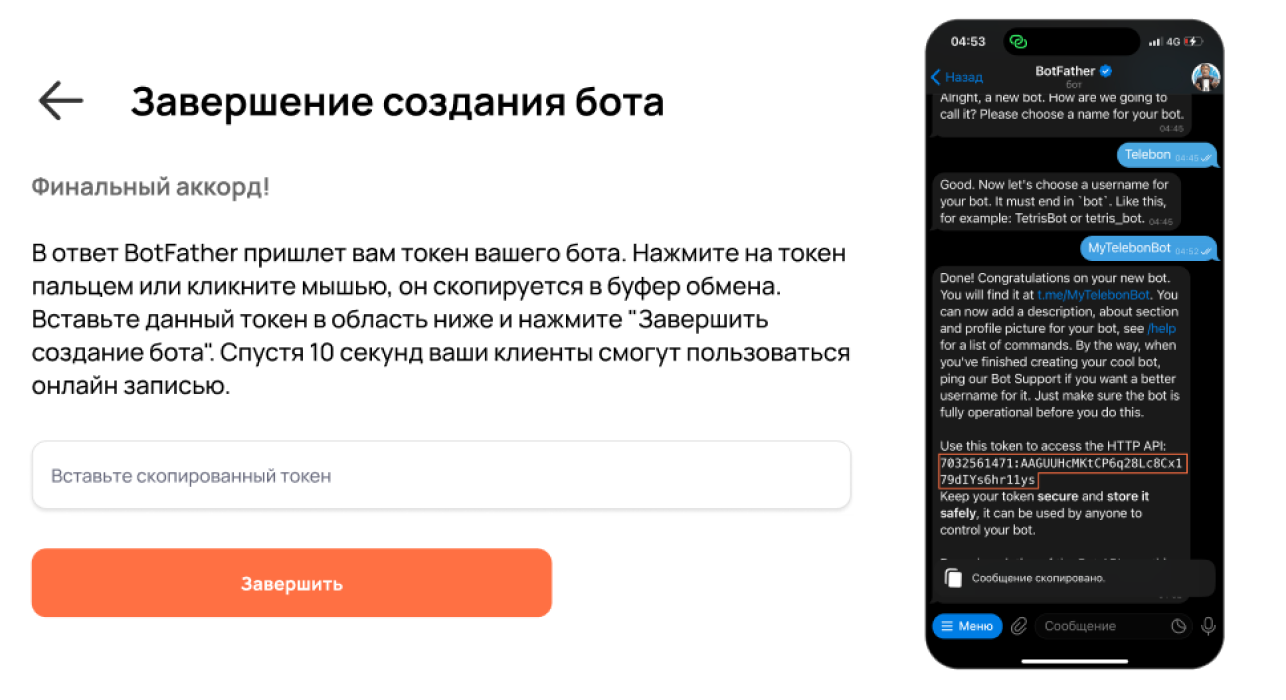 Завершение создания бота
Финальный аккорд!
В ответ BotFather пришлет вам токен вашего бота. Нажмите на токен
пальцем или кликните мышью, он скопируется в буфер обмена.
Вставьте данный токен в область ниже и нажмите "Завершить
создание бота". Спустя 10 секунд ваши клиенты смогут пользоваться
онлайн записью.
Вставьте скопированный токен
Завершить
04:53
4G
Назад
BotFather
бот
Alright, a new bot. How are we going to
call it? Please choose a name for your bot.
04:45
Telebon 04:45
Good. Now let's choose a username for
your bot. It must end in `bot`. Like this,
for example: TetrisBot or tetris_bot. 04:45
MyTelebonBot 04:52
Done! Congratulations on your new bot.
You will find it at t.me/MyTelebonBot. You
can now add a description, about section
and profile picture for your bot, see /help
for a list of commands. By the way, when
you've finished creating your cool bot,
ping our Bot Support if you want a better
username for it. Just make sure the bot is
fully operational before you do this.
Use this token to access the HTTP API:
7032561471:AAGUUHcMKtCP6q28Lc8Cx1
79dIYs6hr11ys
Keep your token secure and store it
safely, it can be used by anyone to
control your bot.
Сообщение скопировано.
Меню
Сообщение